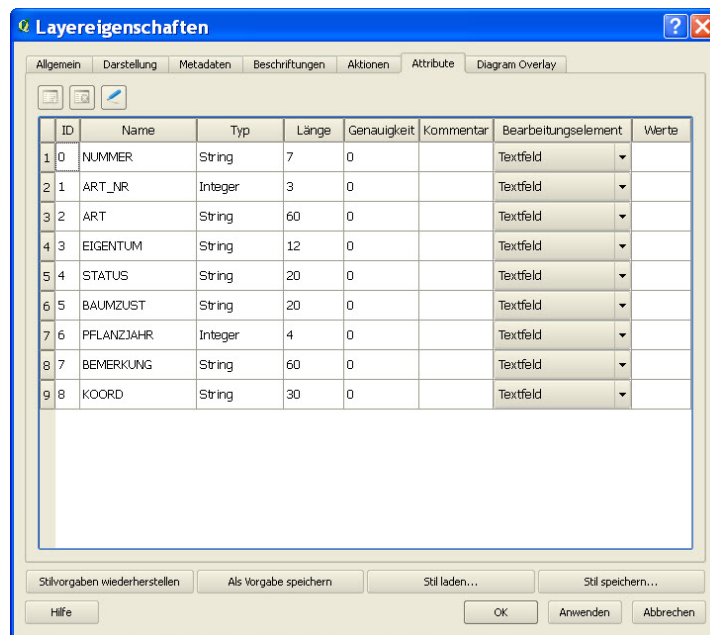 Layereigenschaften
Allgemein Darstellung Metadaten Beschriftungen Aktionen Attribute Diagram Overlay
ID Name Typ Länge Genauigkeit Kommentar Bearbeitungselement Werte
1 0 NUMMER String 7 0 Textfeld
2 1 ART_NR Integer 3 0 Textfeld
3 2 ART String 60 0 Textfeld
4 3 EIGENTUM String 12 0 Textfeld
5 4 STATUS String 20 0 Textfeld
6 5 BAUMZUST String 20 0 Textfeld
7 6 PFLANZJAHR Integer 4 0 Textfeld
8 7 BEMERKUNG String 60 0 Textfeld
9 8 KOORD String 30 0 Textfeld
Stilvorgaben wiederherstellen Als Vorgabe speichern Stil laden... Stil speichern...
Hilfe OK Anwenden Abbrechen